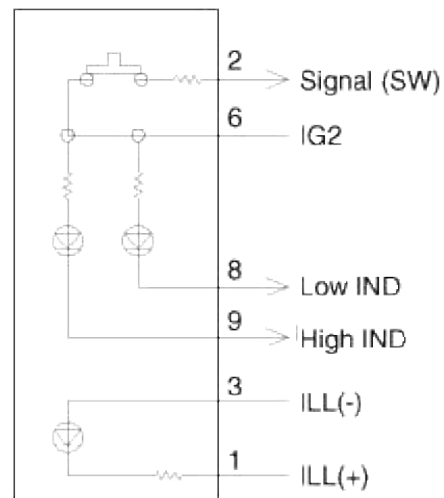 2 Signal (SW)
6 IG2
8 Low IND
9 High IND
3 ILL(-)
1 ILL(+)